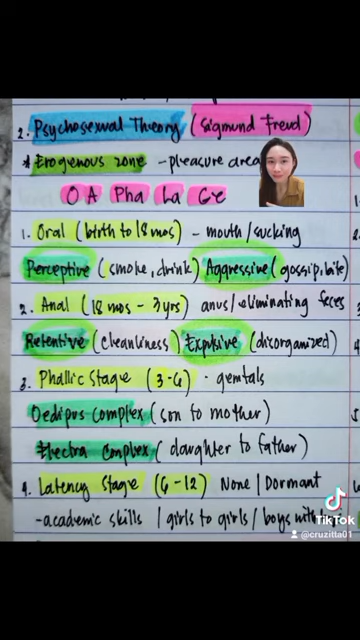 2. Psychosexual Theory (Sigmund Freud)
* Erogenous zone - pleasure area
O A Pha La Ge
1. Oral (birth to 18 mos) - mouth/sucking
Perceptive (smoke, drink) Aggressive (gossip, bite)
2. Anal (18 mos - 3 yrs) anus/eliminating feces
Retentive (cleanliness) Expulsive (disorganized)
3. Phallic Stage (3-6) - genitals
Oedipus Complex (son to mother)
Electra Complex (daughter to father)
4. Latency Stage (6-12) None/Dormant
-academic skills / girls to girls/boys with
TikTok
@cruzitta01